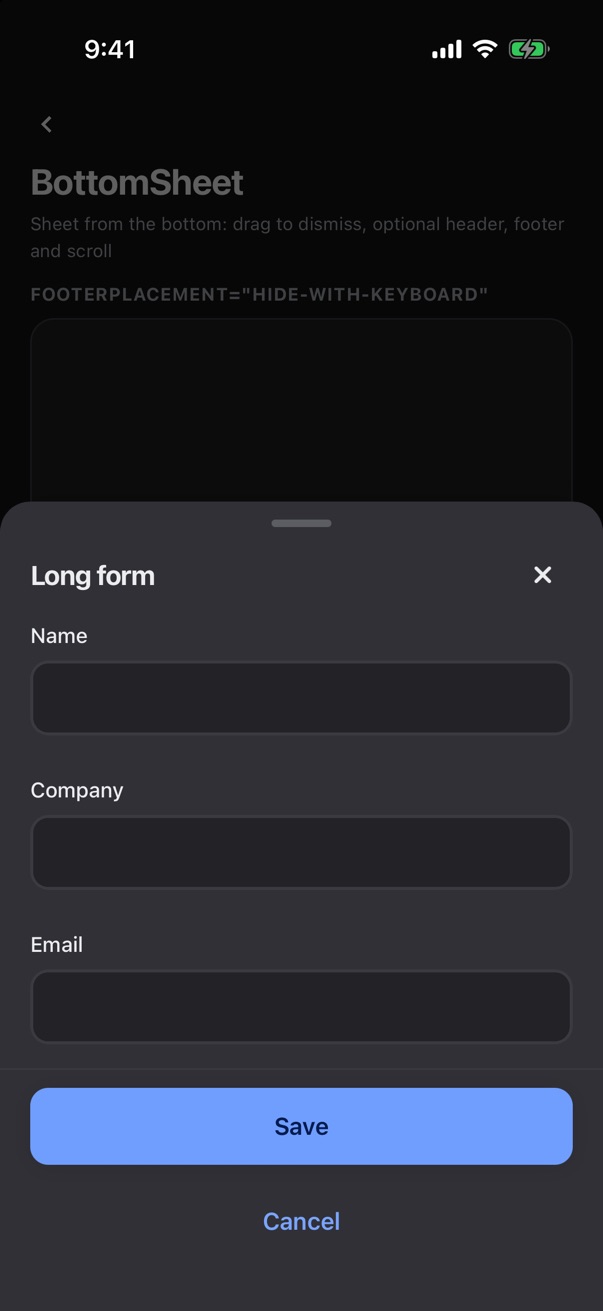 9:41
BottomSheet
Sheet from the bottom: drag to dismiss, optional header, footer
and scroll
FOOTERPLACEMENT="HIDE-WITH-KEYBOARD"
Long form
Name
Company
Email
Save
Cancel